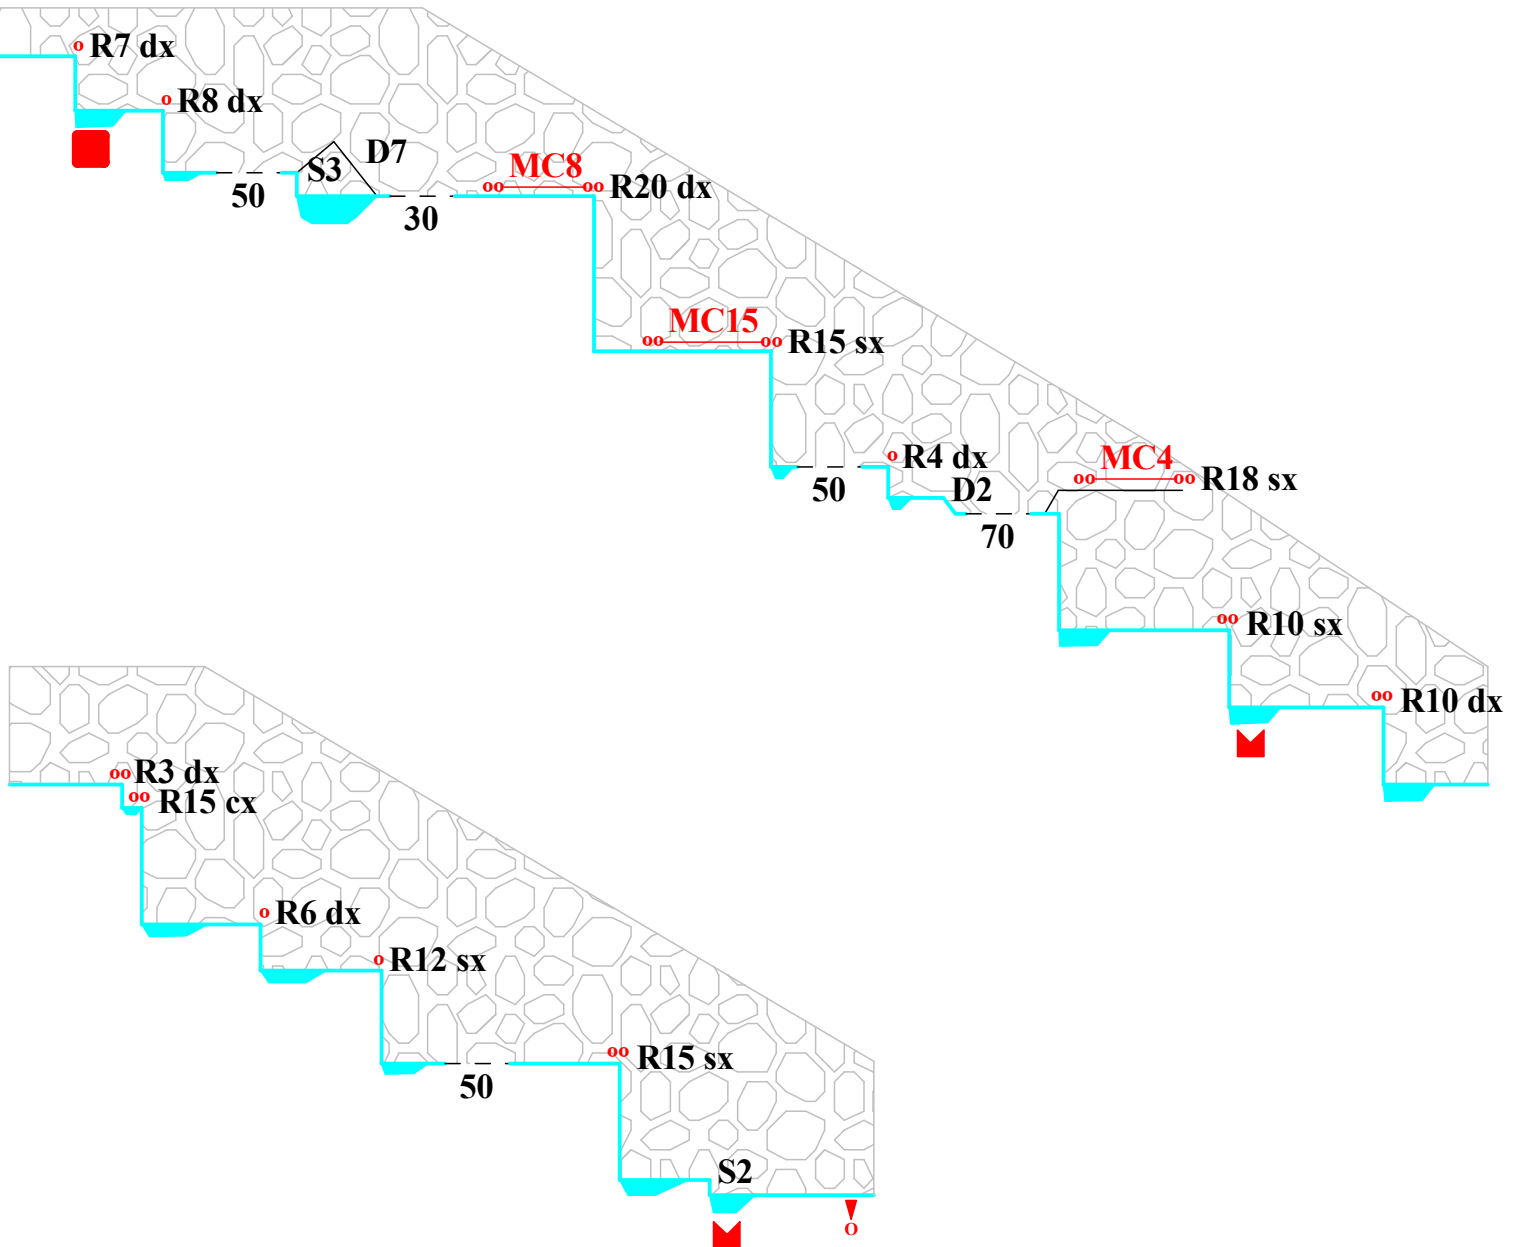 R7 dx
R8 dx
50
S3
D7
30
MC8
R20 dx
MC15
R15 sx
50
R4 dx
D2
70
MC4
R18 sx
R10 sx
R10 dx
R3 dx
R15 cx
R6 dx
R12 sx
50
R15 sx
S2